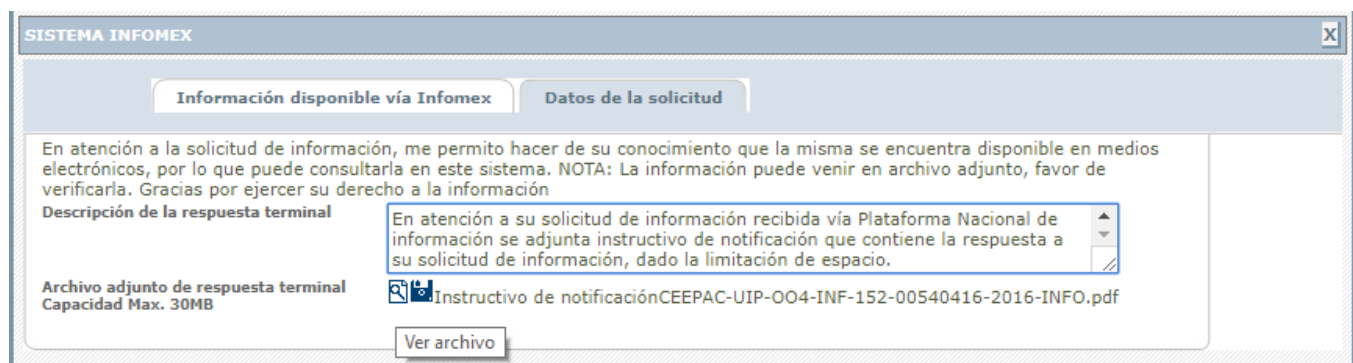 SISTEMA INFOMEX
X
Información disponible vía Infomex
Datos de la solicitud
En atención a la solicitud de información, me permito hacer de su conocimiento que la misma se encuentra disponible en medios
electrónicos, por lo que puede consultarla en este sistema. NOTA: La información puede venir en archivo adjunto, favor de
verificarla. Gracias por ejercer su derecho a la información
Descripción de la respuesta terminal
En atención a su solicitud de información recibida vía Plataforma Nacional de
información se adjunta instructivo de notificación que contiene la respuesta a
su solicitud de información, dado la limitación de espacio.
Archivo adjunto de respuesta terminal
Capacidad Max. 30MB
Instructivo de notificaciónCEEPAC-UIP-OO4-INF-152-00540416-2016-INFO.pdf
Ver archivo